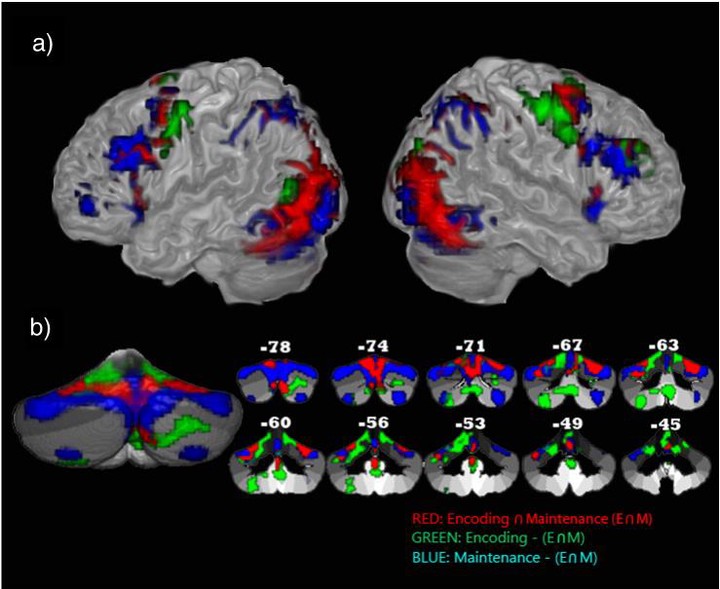 a)
b)
-78 -74 -71 -67 -63
-60 -56 -53 -49 -45
RED: Encoding ∩ Maintenance (E∩M)
GREEN: Encoding - (E∩M)
BLUE: Maintenance - (E∩M)